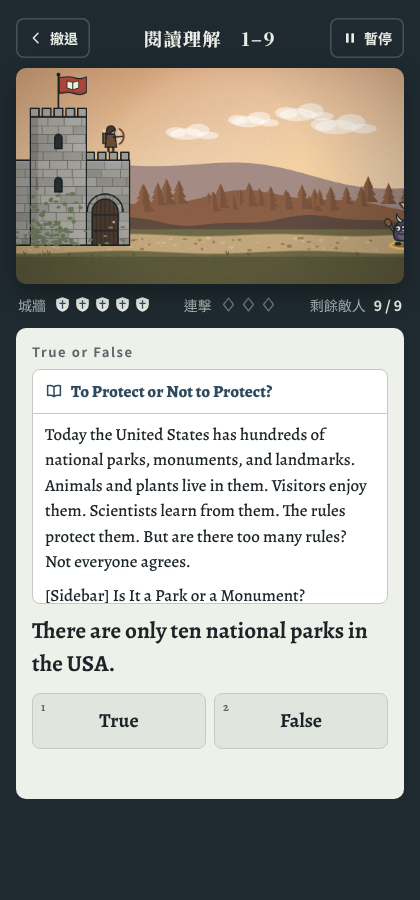 撤退
閱讀理解 1–9
暫停
城牆
連擊
剩餘敵人 9 / 9
True or False
To Protect or Not to Protect?
Today the United States has hundreds of
national parks, monuments, and landmarks.
Animals and plants live in them. Visitors enjoy
them. Scientists learn from them. The rules
protect them. But are there too many rules?
Not everyone agrees.
[Sidebar] Is It a Park or a Monument?
There are only ten national parks in
the USA.
1 True
2 False